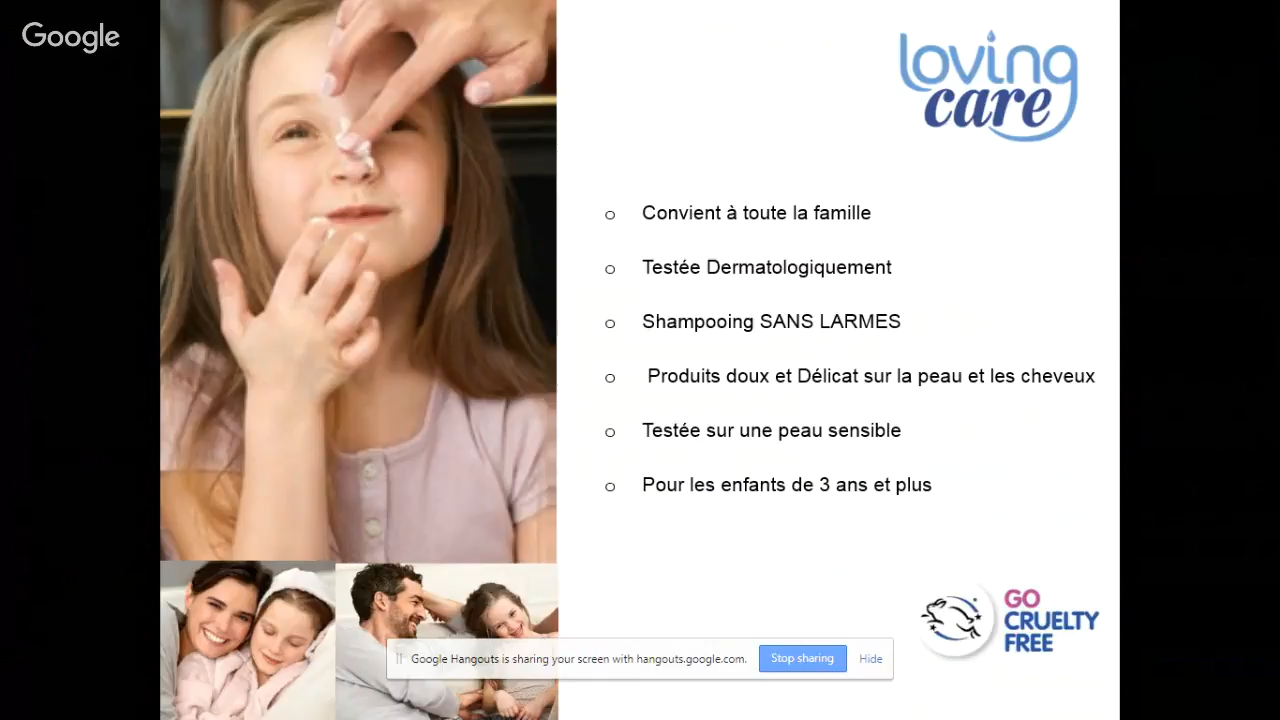 Google
loving
care
o Convient à toute la famille
o Testée Dermatologiquement
o Shampooing SANS LARMES
o Produits doux et Délicat sur la peau et les cheveux
o Testée sur une peau sensible
o Pour les enfants de 3 ans et plus
GO
CRUELTY
FREE
Google Hangouts is sharing your screen with hangouts.google.com. Stop sharing Hide